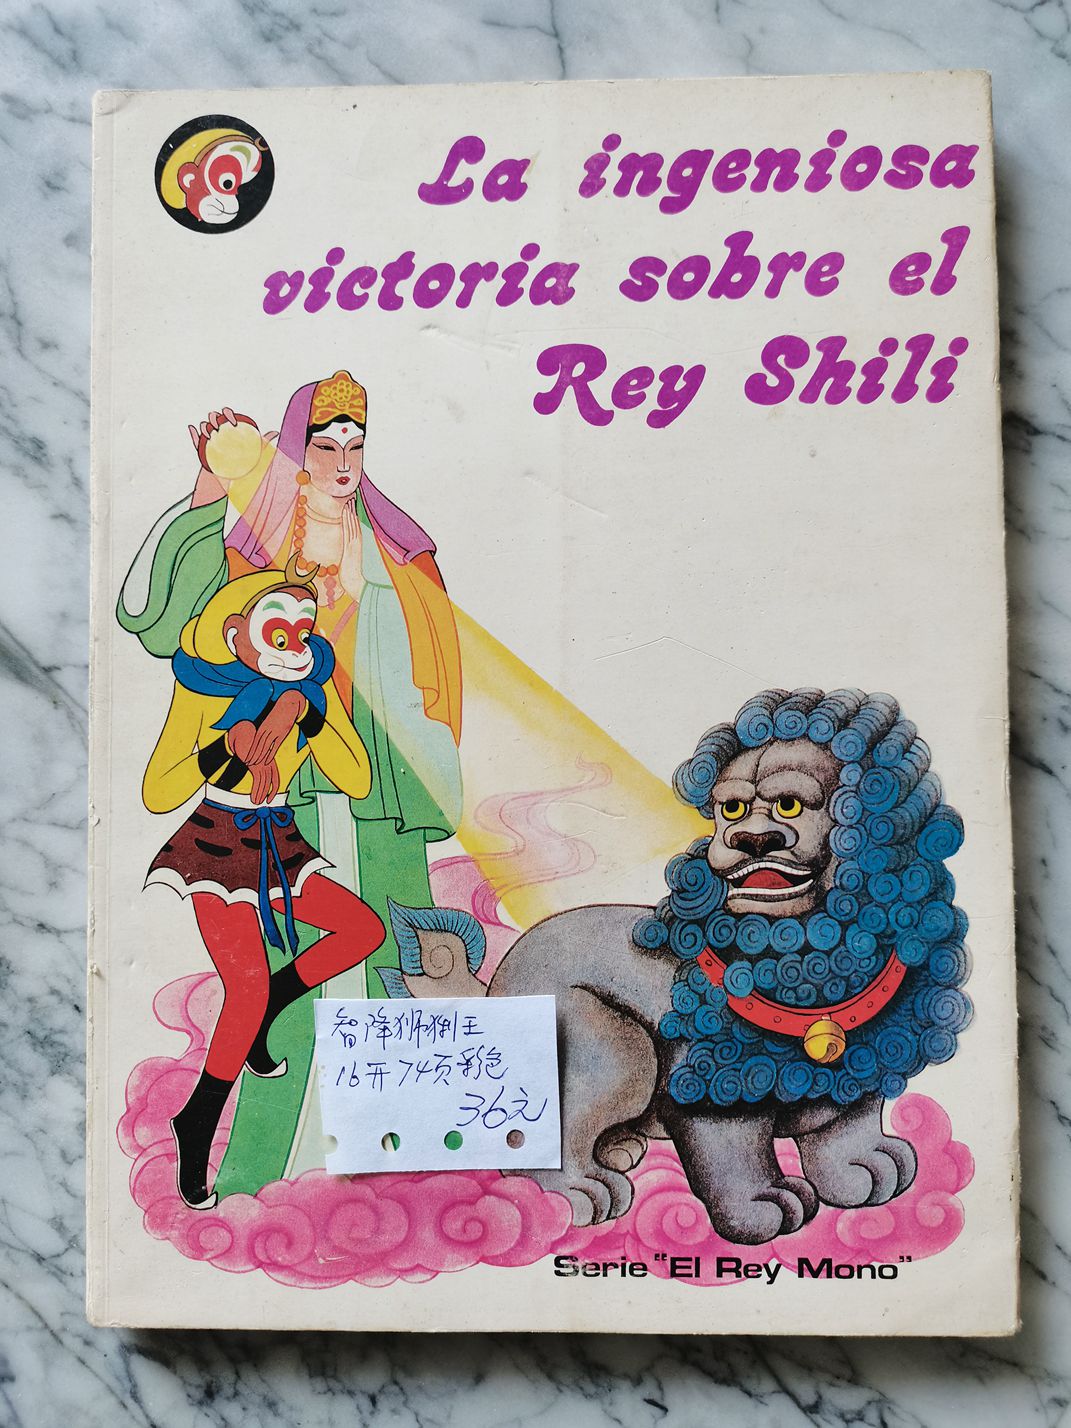 La ingeniosa
victoria sobre el
Rey Shili
智降狮猁王
16开74页彩色
36元
Serie "El Rey Mono"